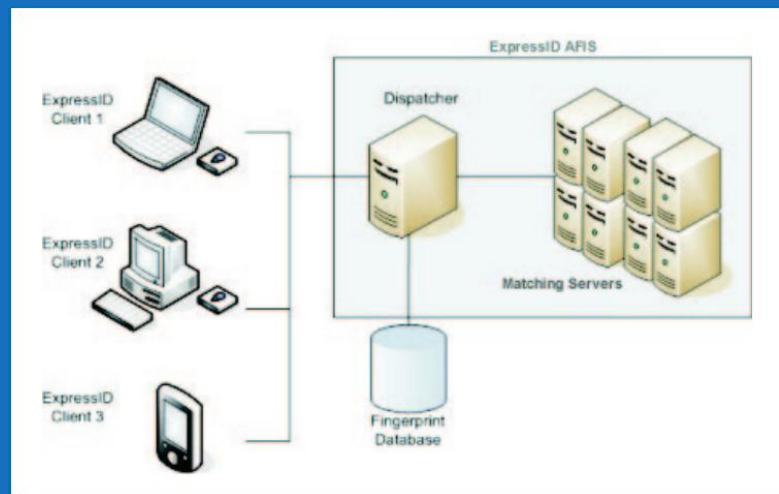 ExpressID AFIS
ExpressID
Client 1
Dispatcher
ExpressID
Client 2
Matching Servers
ExpressID
Client 3
Fingerprint
Database